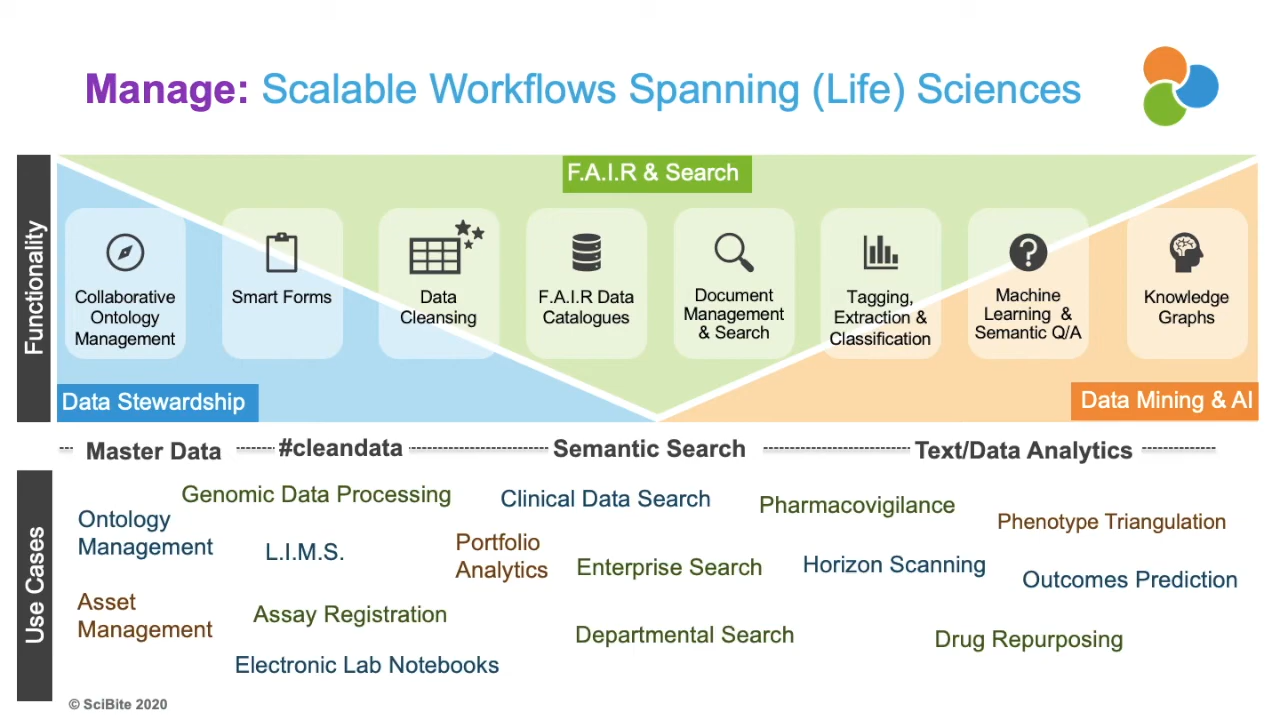 Manage: Scalable Workflows Spanning (Life) Sciences
Functionality
F.A.I.R & Search
Collaborative
Ontology
Management
Smart Forms
Data
Cleansing
F.A.I.R Data
Catalogues
Document
Management
& Search
Tagging,
Extraction &
Classification
Machine
Learning &
Semantic Q/A
Knowledge
Graphs
Data Stewardship
Data Mining & AI
Master Data
#cleandata
Semantic Search
Text/Data Analytics
Use Cases
Genomic Data Processing
Clinical Data Search
Pharmacovigilance
Phenotype Triangulation
Ontology
Management
L.I.M.S.
Portfolio
Analytics
Enterprise Search
Horizon Scanning
Outcomes Prediction
Asset
Management
Assay Registration
Departmental Search
Drug Repurposing
Electronic Lab Notebooks
© SciBite 2020